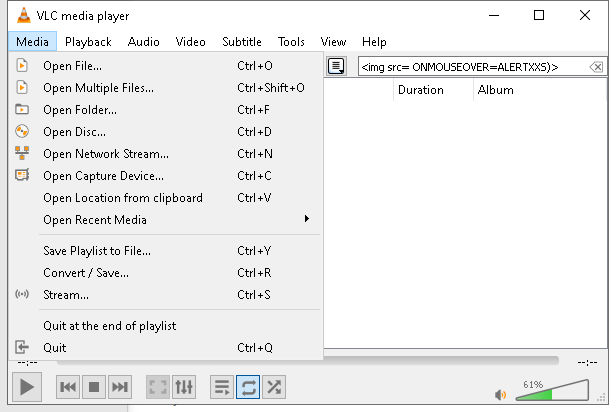 VLC media player
Media Playback Audio Video Subtitle Tools View Help
Open File... Ctrl+O
<img src= ONMOUSEOVER=ALERTXXS)>
Open Multiple Files... Ctrl+Shift+O
Duration Album
Open Folder... Ctrl+F
Open Disc... Ctrl+D
Open Network Stream... Ctrl+N
Open Capture Device... Ctrl+C
Open Location from clipboard Ctrl+V
Open Recent Media
Save Playlist to File... Ctrl+Y
Convert / Save... Ctrl+R
Stream... Ctrl+S
Quit at the end of playlist
Quit Ctrl+Q
--:-- --:--
61%